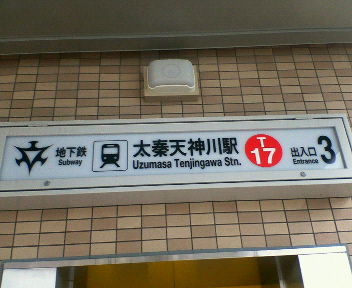 地下鉄
Subway
太秦天神川駅
Uzumasa Tenjingawa Stn.
T
17
出入口
Entrance
3